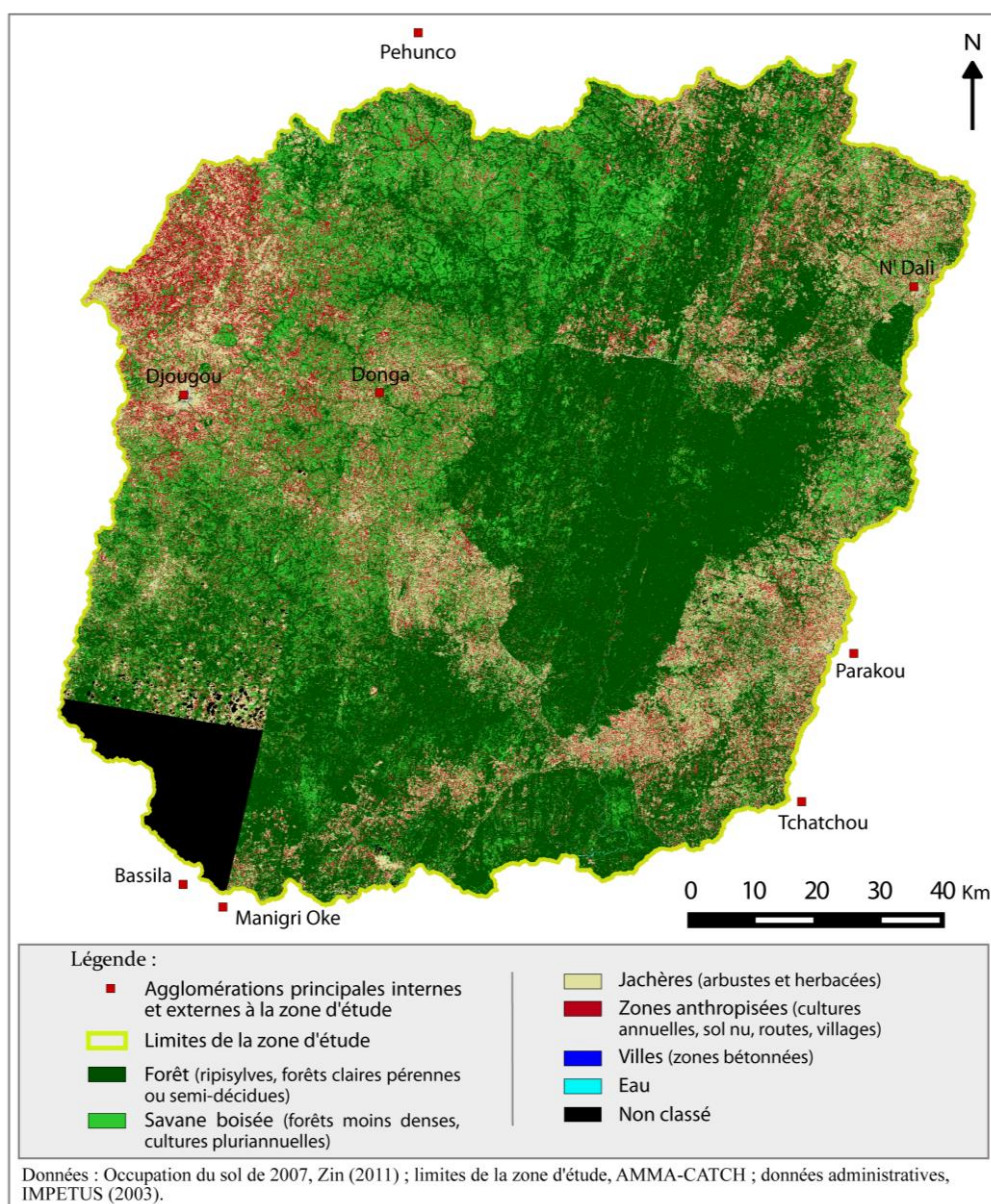 Pehunco
N
N' Dali
Djougou
Donga
Parakou
Tchatchou
Bassila
Manigri Oke
0 10 20 30 40 Km
Légende :
Agglomérations principales internes
et externes à la zone d'étude
Limites de la zone d'étude
Forêt (ripisylves, forêts claires pérennes
ou semi-décidues)
Savane boisée (forêts moins denses,
cultures pluriannuelles)
Jachères (arbustes et herbacées)
Zones anthropisées (cultures
annuelles, sol nu, routes, villages)
Villes (zones bétonnées)
Eau
Non classé
Données : Occupation du sol de 2007, Zin (2011) ; limites de la zone d'étude, AMMA-CATCH ; données administratives,
IMPETUS (2003).